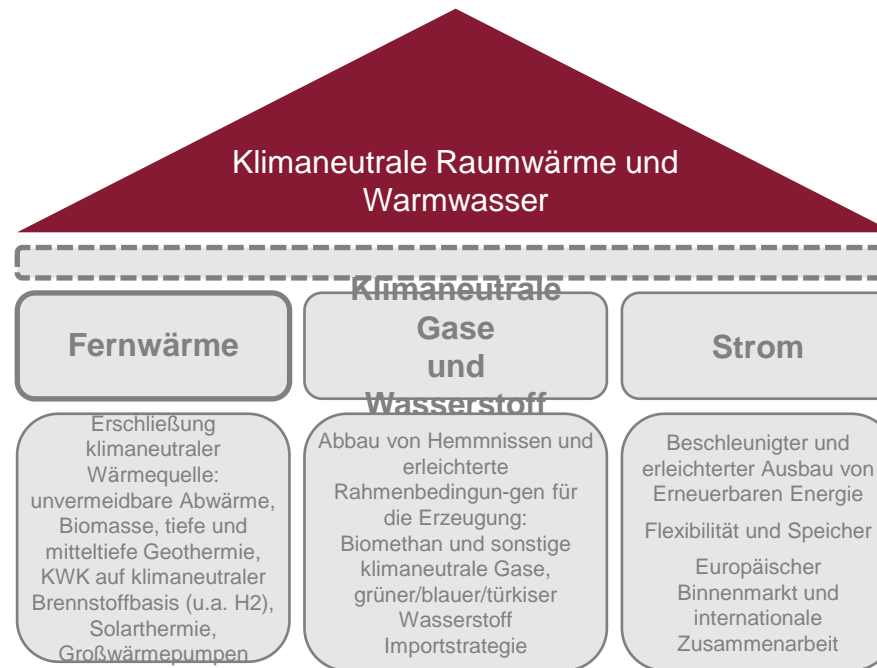 Klimaneutrale Raumwärme und
Warmwasser
Fernwärme
Klimaneutrale
Gase
und
Wasserstoff
Strom
Erschließung
klimaneutraler
Wärmequelle:
unvermeidbare Abwärme,
Biomasse, tiefe und
mitteltiefe Geothermie,
KWK auf klimaneutraler
Brennstoffbasis (u.a. H2),
Solarthermie,
Großwärmepumpen
Abbau von Hemmnissen und
erleichterte
Rahmenbedingun-gen für
die Erzeugung:
Biomethan und sonstige
klimaneutrale Gase,
grüner/blauer/türkiser
Wasserstoff
Importstrategie
Beschleunigter und
erleichterter Ausbau von
Erneuerbaren Energie
Flexibilität und Speicher
Europäischer
Binnenmarkt und
internationale
Zusammenarbeit